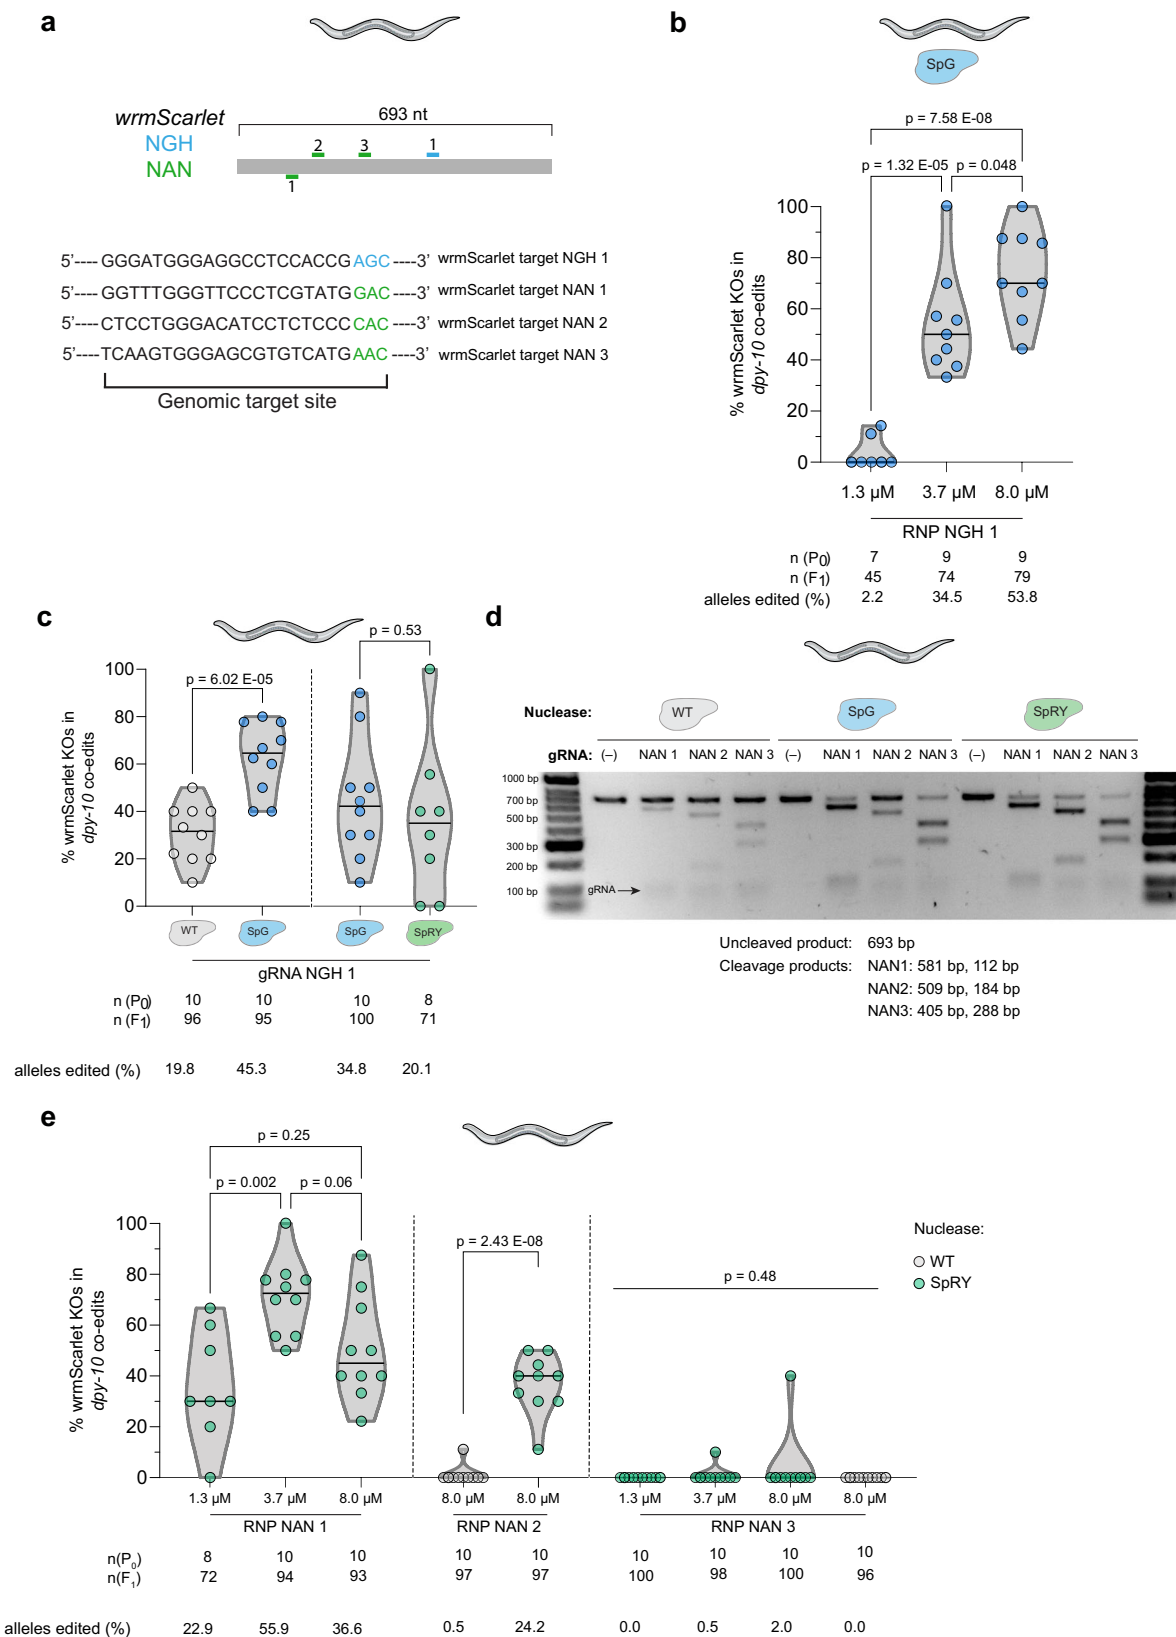 a
wrmScarlet
693 nt
NGH
NAN
2 3 1
1
5'----GGGATGGGAGGCCTCCACCG AGC ----3' wrmScarlet target NGH 1
5'----GGTTTGGGTTCCCTCGTATG GAC ----3' wrmScarlet target NAN 1
5'----CTCCTGGGACATCCTCTCCC CAC ----3' wrmScarlet target NAN 2
5'----TCAAGTGGGAGCGTGTCATG AAC ----3' wrmScarlet target NAN 3
Genomic target site
b
SpG
p = 7.58 E-08
p = 1.32 E-05 p = 0.048
% wrmScarlet KOs in
dpy-10 co-edits
100
80
60
40
20
0
1.3 µM 3.7 µM 8.0 µM
RNP NGH 1
n (P0) 7 9 9
n (F1) 45 74 79
alleles edited (%) 2.2 34.5 53.8
c
p = 0.53
p = 6.02 E-05
% wrmScarlet KOs in
dpy-10 co-edits
100
80
60
40
20
0
WT SpG SpG SpRY
gRNA NGH 1
n (P0) 10 10 10 8
n (F1) 96 95 100 71
alleles edited (%) 19.8 45.3 34.8 20.1
d
Nuclease: WT SpG SpRY
gRNA: (–) NAN 1 NAN 2 NAN 3 (–) NAN 1 NAN 2 NAN 3 (–) NAN 1 NAN 2 NAN 3
1000 bp
700 bp
500 bp
300 bp
200 bp
100 bp
gRNA
Uncleaved product: 693 bp
Cleavage products: NAN1: 581 bp, 112 bp
NAN2: 509 bp, 184 bp
NAN3: 405 bp, 288 bp
e
p = 0.25
p = 0.002 p = 0.06
p = 2.43 E-08
p = 0.48
Nuclease:
WT
SpRY
% wrmScarlet KOs in
dpy-10 co-edits
100
80
60
40
20
0
1.3 µM 3.7 µM 8.0 µM 8.0 µM 8.0 µM 1.3 µM 3.7 µM 8.0 µM 8.0 µM
RNP NAN 1 RNP NAN 2 RNP NAN 3
n(P0) 8 10 10 10 10 10 10 10 10
n(F1) 72 94 93 97 97 100 98 100 96
alleles edited (%) 22.9 55.9 36.6 0.5 24.2 0.0 0.5 2.0 0.0